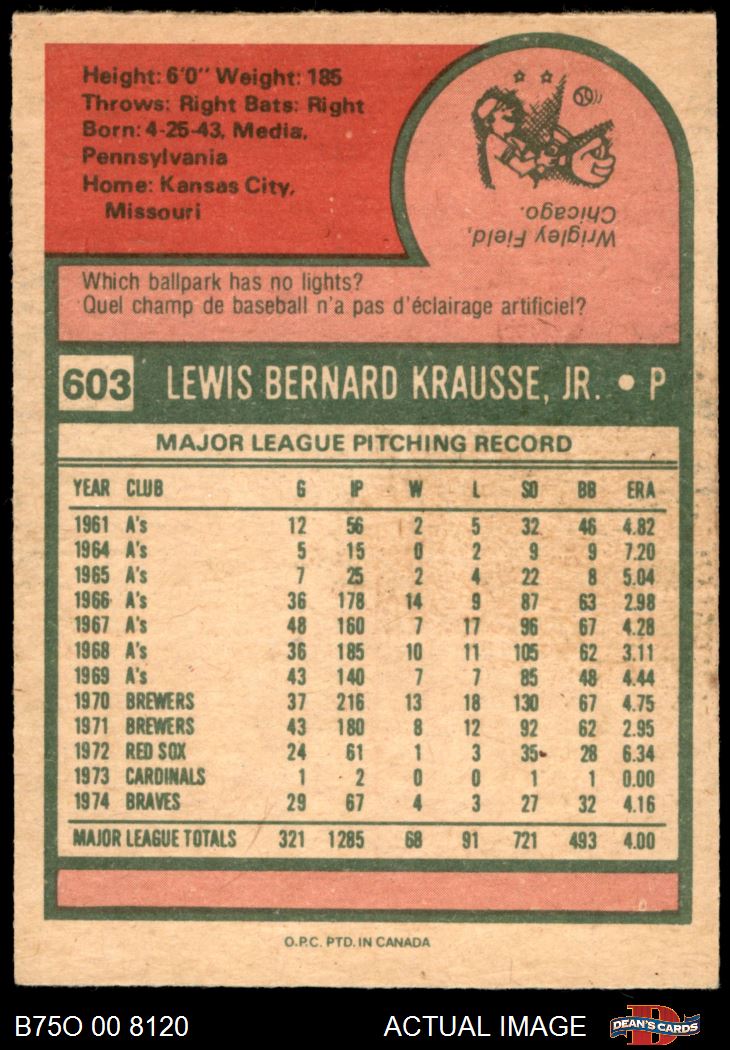 Height: 6'0" Weight: 185
Throws: Right Bats: Right
Born: 4-25-43, Media,
Pennsylvania
Home: Kansas City,
Missouri
Wrigley Field,
Chicago.
Which ballpark has no lights?
Quel champ de baseball n'a pas d'éclairage artificiel?
603 LEWIS BERNARD KRAUSSE, JR. • P
MAJOR LEAGUE PITCHING RECORD
YEAR CLUB G IP W L SO BB ERA
1961 A's 12 56 2 5 32 46 4.82
1964 A's 5 15 0 2 9 9 7.20
1965 A's 7 25 2 4 22 8 5.04
1966 A's 36 178 14 9 87 63 2.98
1967 A's 48 160 7 17 96 67 4.28
1968 A's 36 185 10 11 105 62 3.11
1969 A's 43 140 7 7 85 48 4.44
1970 BREWERS 37 216 13 18 130 67 4.75
1971 BREWERS 43 180 8 12 92 62 2.95
1972 RED SOX 24 61 1 3 35 28 6.34
1973 CARDINALS 1 2 0 0 1 1 0.00
1974 BRAVES 29 67 4 3 27 32 4.16
MAJOR LEAGUE TOTALS 321 1285 68 91 721 493 4.00
O.P.C. PTD. IN CANADA
B75O 00 8120 ACTUAL IMAGE D DEAN'S CARDS